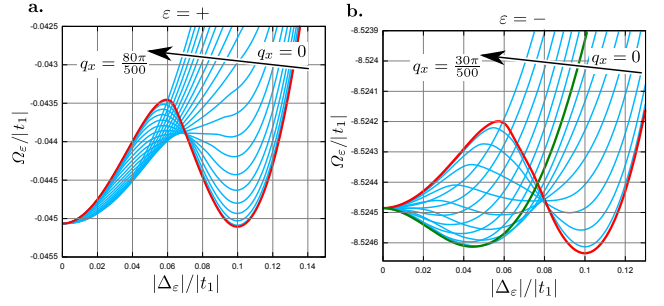 a.
ε = +
-0.0425
-0.043
-0.0435
-0.044
-0.0445
-0.045
-0.0455
0
0.02
0.04
0.06
0.08
0.1
0.12
0.14
q_x = 80π/500
q_x = 0
Ω_ε/|t_1|
|Δ_ε|/|t_1|
b.
ε = −
-8.5239
-8.524
-8.5241
-8.5242
-8.5243
-8.5244
-8.5245
-8.5246
0
0.02
0.04
0.06
0.08
0.1
0.12
q_x = 30π/500
q_x = 0
Ω_ε/|t_1|
|Δ_ε|/|t_1|